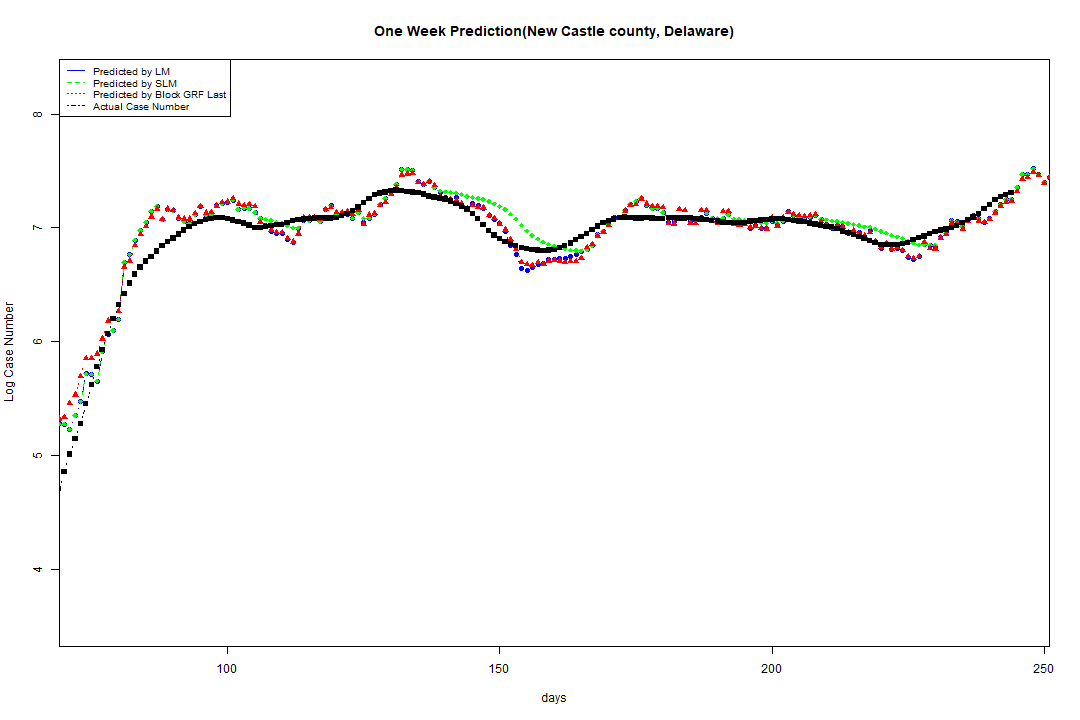 One Week Prediction(New Castle county, Delaware)
Predicted by LM
Predicted by SLM
Predicted by Block GRF Last
Actual Case Number
8
7
6
5
4
Log Case Number
100 150 200 250
days